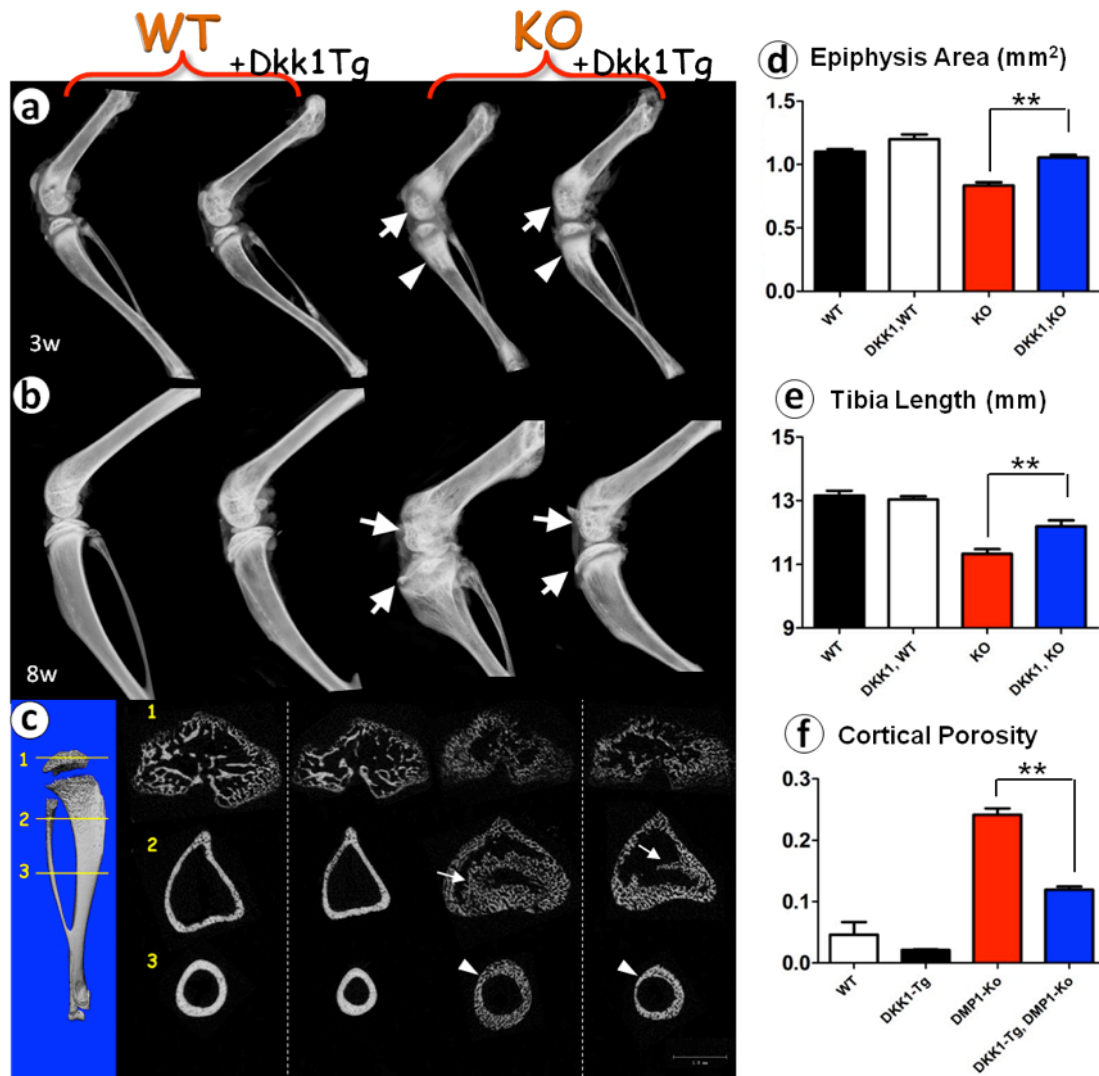 WT
+Dkk1Tg
KO
+Dkk1Tg
a
3w
b
8w
c
1
2
3
1
2
3
d Epiphysis Area (mm²)
**
1.5
1.0
0.5
0.0
WT
DKK1,WT
KO
DKK1,KO
e Tibia Length (mm)
**
15
13
11
9
WT
DKK1, WT
KO
DKK1, KO
f Cortical Porosity
**
0.3
0.2
0.1
0.0
WT
DKK1-Tg
DMP1-Ko
DKK1-Tg, DMP1-Ko